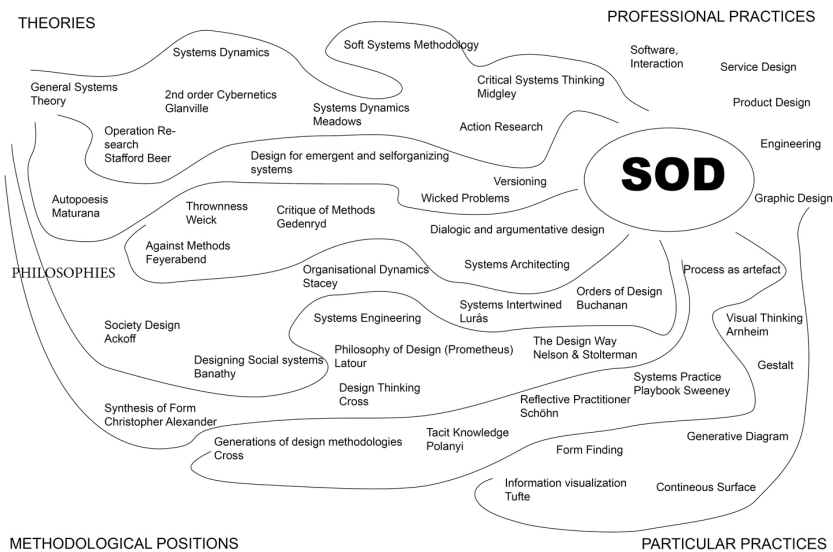 THEORIES
PROFESSIONAL PRACTICES
Systems Dynamics
Soft Systems Methodology
Software,
Interaction
Service Design
General Systems
Theory
2nd order Cybernetics
Glanville
Critical Systems Thinking
Midgley
Systems Dynamics
Meadows
Product Design
Operation Re-
search
Stafford Beer
Action Research
Engineering
Design for emergent and selforganizing
systems
SOD
Versioning
Wicked Problems
Graphic Design
Autopoesis
Maturana
Thrownness
Weick
Critique of Methods
Gedenryd
Dialogic and argumentative design
Against Methods
Feyerabend
PHILOSOPHIES
Organisational Dynamics
Stacey
Systems Architecting
Process as artefact
Orders of Design
Buchanan
Systems Intertwined
Lurås
Systems Engineering
Society Design
Ackoff
Visual Thinking
Arnheim
The Design Way
Nelson & Stolterman
Philosophy of Design (Prometheus)
Latour
Designing Social systems
Banathy
Gestalt
Design Thinking
Cross
Systems Practice
Playbook Sweeney
Reflective Practitioner
Schöhn
Synthesis of Form
Christopher Alexander
Generations of design methodologies
Cross
Tacit Knowledge
Polanyi
Generative Diagram
Form Finding
Information visualization
Tufte
Contineous Surface
METHODOLOGICAL POSITIONS
PARTICULAR PRACTICES